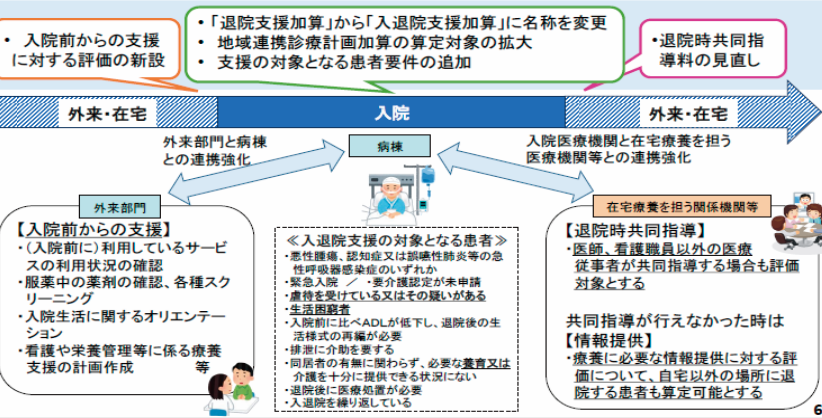 ・ 入院前からの支援
に対する評価の新設
・ 「退院支援加算」から「入退院支援加算」に名称を変更
・ 地域連携診療計画加算の算定対象の拡大
・ 支援の対象となる患者要件の追加
・退院時共同指
導料の見直し
外来・在宅
入院
外来・在宅
外来部門と病棟
との連携強化
病棟
入院医療機関と在宅療養を担う
医療機関等との連携強化
外来部門
【入院前からの支援】
・(入院前に)利用しているサービ
スの利用状況の確認
・服薬中の薬剤の確認、各種スク
リーニング
・入院生活に関するオリエンテー
ション
・看護や栄養管理等に係る療養
支援の計画作成 等
≪入退院支援の対象となる患者≫
・悪性腫瘍、認知症又は誤嚥性肺炎等の急
性呼吸器感染症のいずれか
・緊急入院 / ・要介護認定が未申請
・虐待を受けている又はその疑いがある
・生活困窮者
・入院前に比べADLが低下し、退院後の生
活様式の再編が必要
・排泄に介助を要する
・同居者の有無に関わらず、必要な養育又は
介護を十分に提供できる状況にない
・退院後に医療処置が必要
・入退院を繰り返している
在宅療養を担う関係機関等
【退院時共同指導】
・医師、看護職員以外の医療
従事者が共同指導する場合も評価
対象とする
共同指導が行えなかった時は
【情報提供】
・療養に必要な情報提供に対する評
価について、自宅以外の場所に退
院する患者も算定可能とする
6